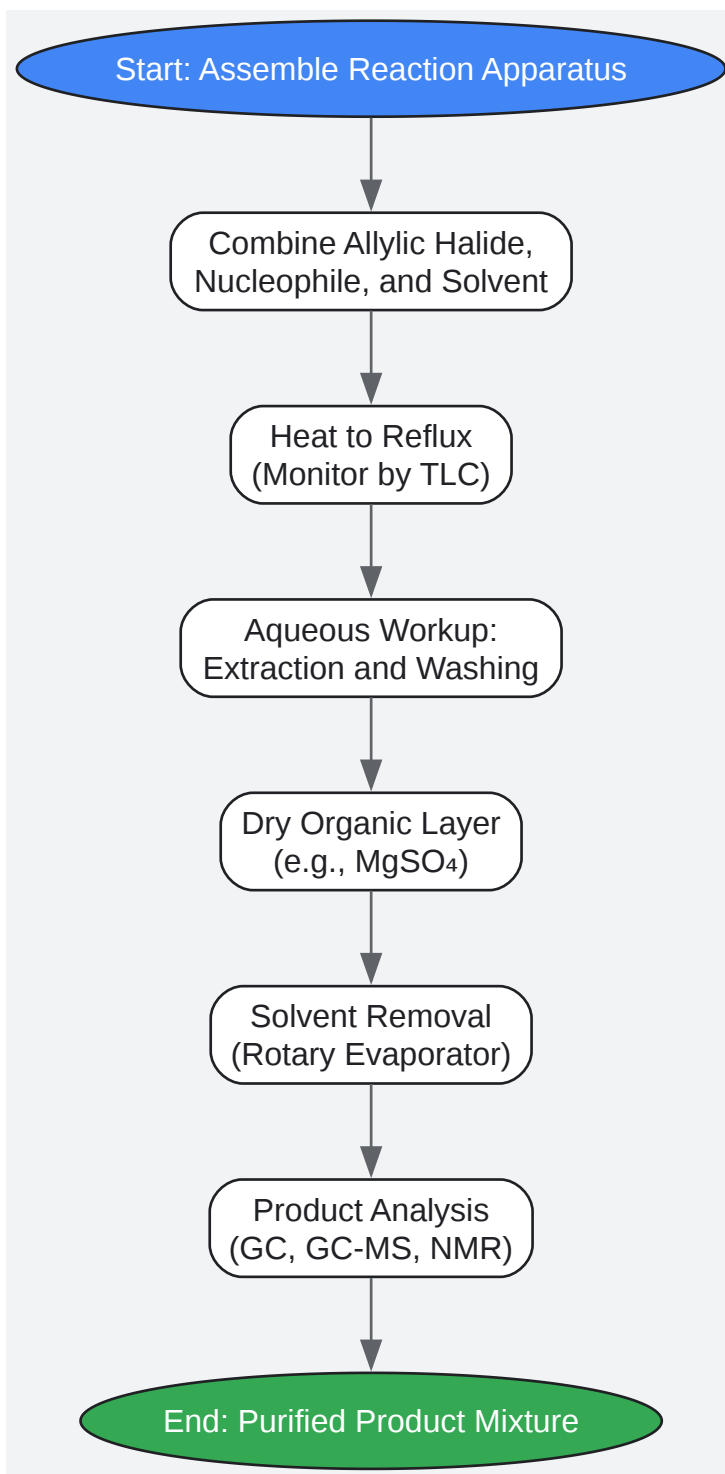 Start: Assemble Reaction Apparatus
Combine Allylic Halide,
Nucleophile, and Solvent
Heat to Reflux
(Monitor by TLC)
Aqueous Workup:
Extraction and Washing
Dry Organic Layer
(e.g., MgSO₄)
Solvent Removal
(Rotary Evaporator)
Product Analysis
(GC, GC-MS, NMR)
End: Purified Product Mixture